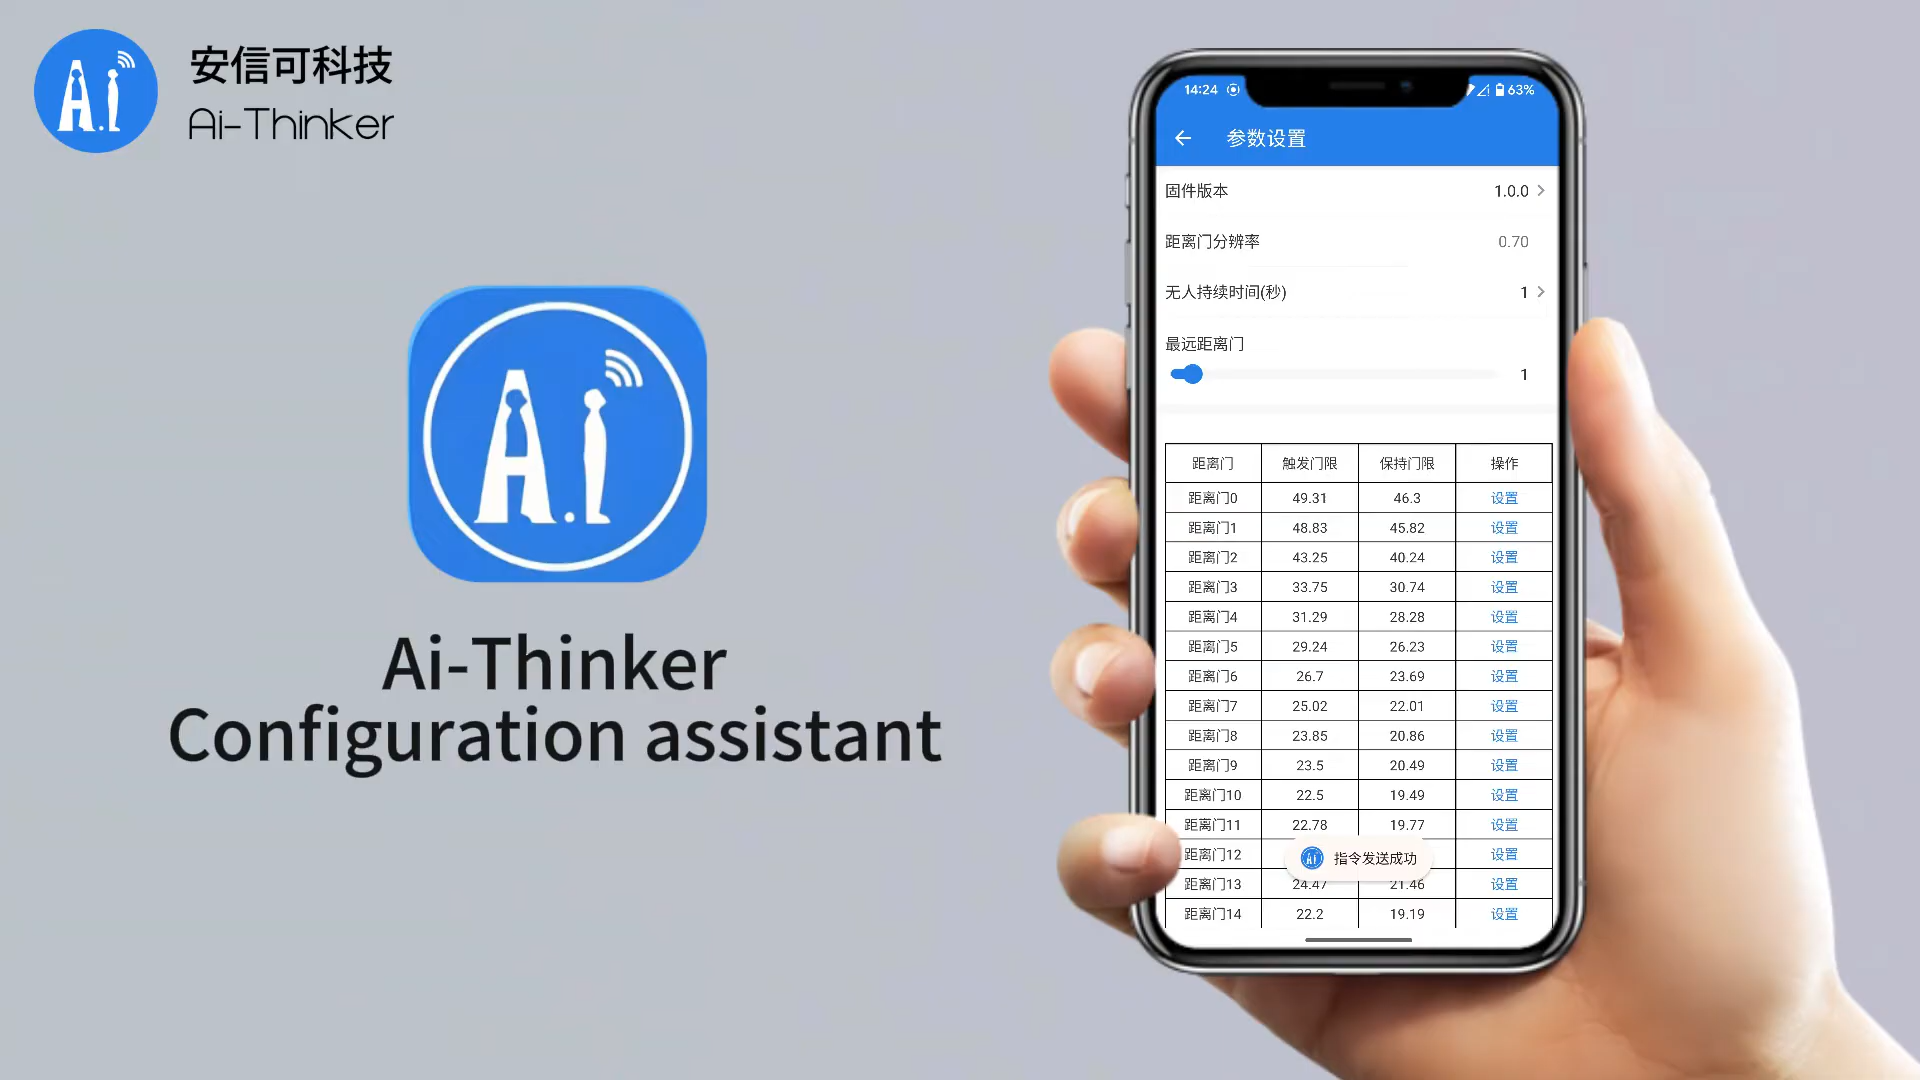 安信可科技
Ai-Thinker
Ai
Ai-Thinker
Configuration assistant
14:24 63%
参数设置
固件版本 1.0.0
距离门分辨率 0.70
无人持续时间(秒) 1
最远距离门
1
距离门 触发门限 保持门限 操作
距离门0 49.31 46.3 设置
距离门1 48.83 45.82 设置
距离门2 43.25 40.24 设置
距离门3 33.75 30.74 设置
距离门4 31.29 28.28 设置
距离门5 29.24 26.23 设置
距离门6 26.7 23.69 设置
距离门7 25.02 22.01 设置
距离门8 23.85 20.86 设置
距离门9 23.5 20.49 设置
距离门10 22.5 19.49 设置
距离门11 22.78 19.77 设置
距离门12 设置
指令发送成功
距离门13 24.47 21.46 设置
距离门14 22.2 19.19 设置